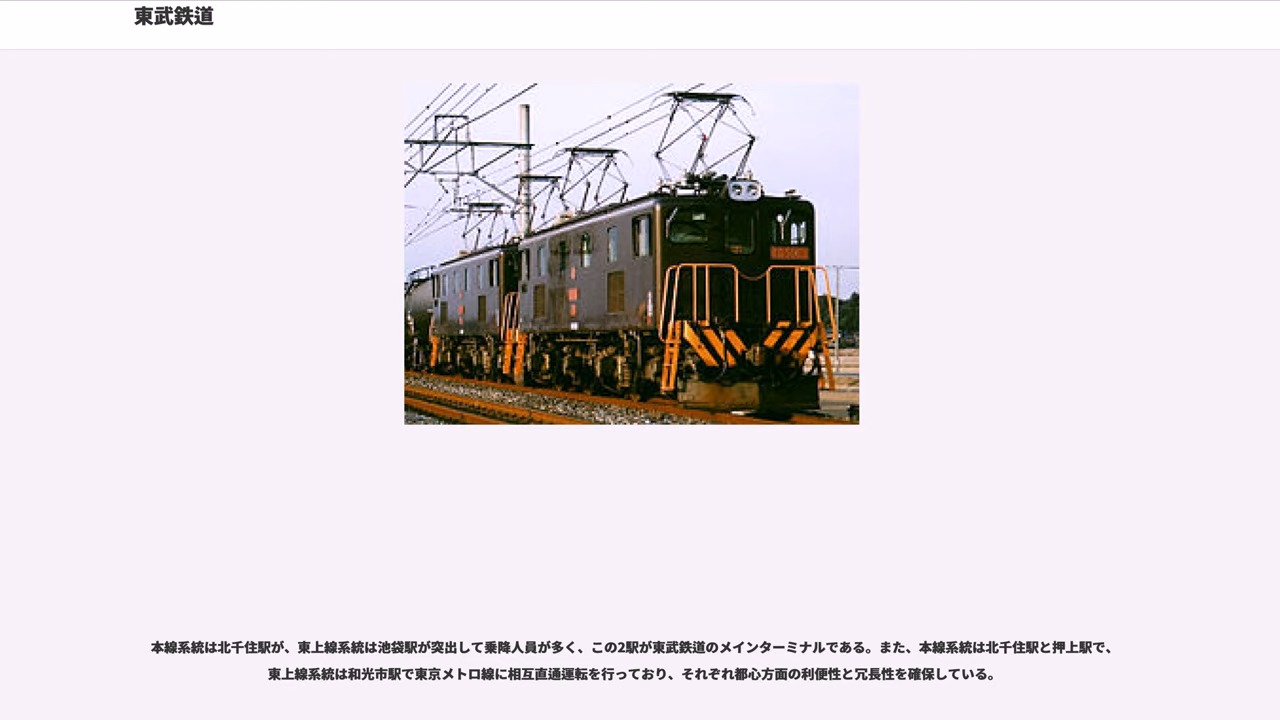 東武鉄道
本線系統は北千住駅が、東上線系統は池袋駅が突出して乗降人員が多く、この2駅が東武鉄道のメインターミナルである。また、本線系統は北千住駅と押上駅で、
東上線系統は和光市駅で東京メトロ線に相互直通運転を行っており、それぞれ都心方面の利便性と冗長性を確保している。